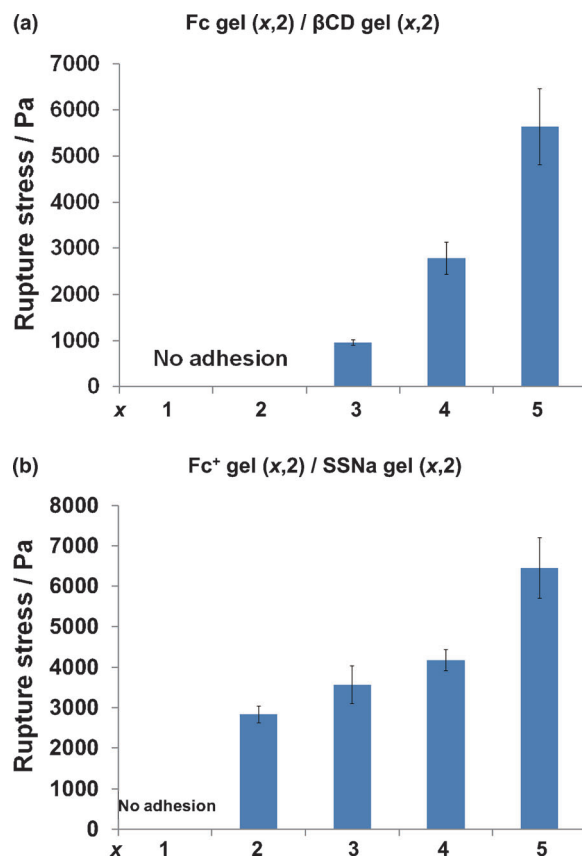 (a) Fc gel (x,2) / βCD gel (x,2)
Rupture stress / Pa
7000
6000
5000
4000
3000
2000
1000
0
No adhesion
x 1 2 3 4 5
(b) Fc⁺ gel (x,2) / SSNa gel (x,2)
Rupture stress / Pa
8000
7000
6000
5000
4000
3000
2000
1000
0
No adhesion
x 1 2 3 4 5